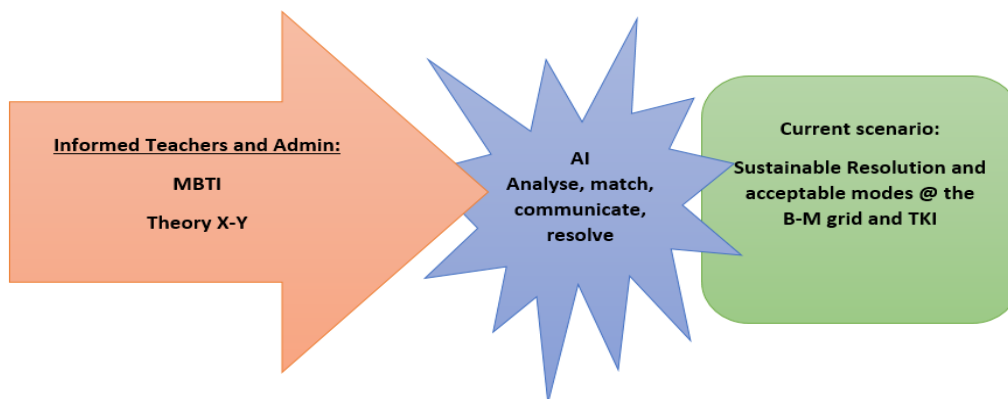 Informed Teachers and Admin:
MBTI
Theory X-Y
AI
Analyse, match,
communicate,
resolve
Current scenario:
Sustainable Resolution and
acceptable modes @ the
B-M grid and TKI